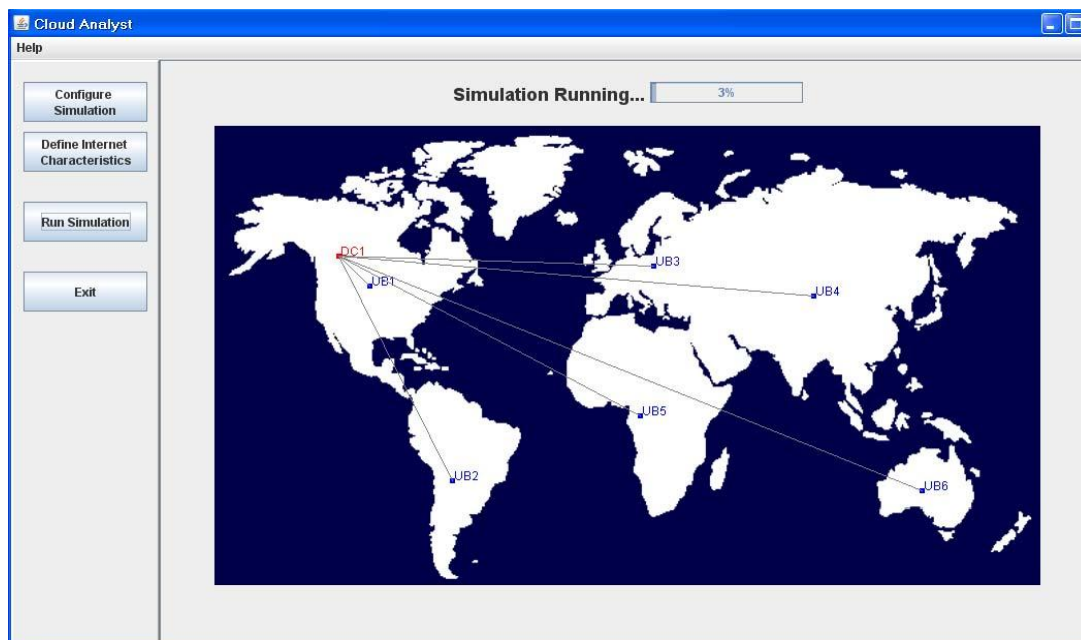 Cloud Analyst
Help
Configure
Simulation
Define Internet
Characteristics
Run Simulation
Exit
Simulation Running... 3%
DC1
UB1
UB3
UB4
UB5
UB2
UB6